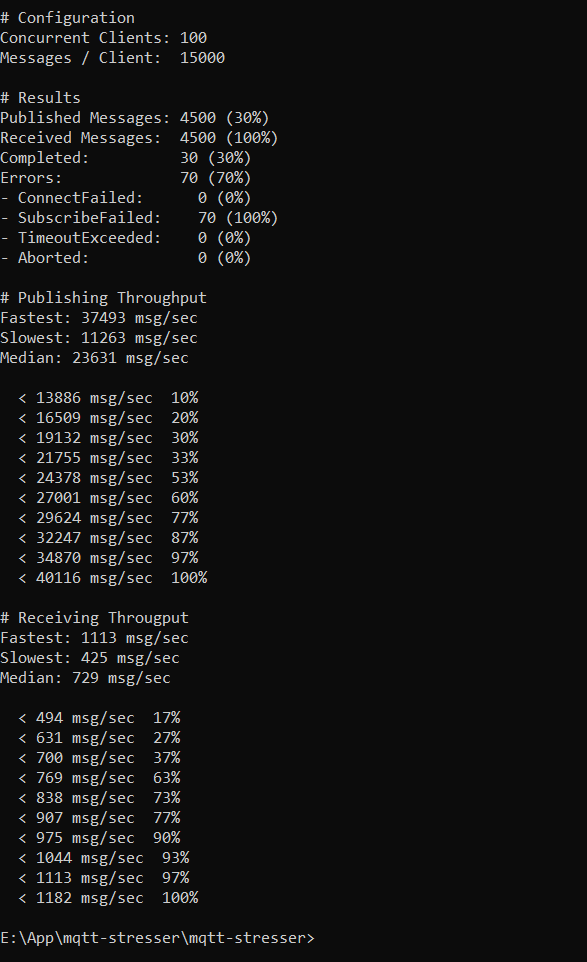 # Configuration
Concurrent Clients: 100
Messages / Client:  15000

# Results
Published Messages: 4500 (30%)
Received Messages:  4500 (100%)
Completed:          30 (30%)
Errors:             70 (70%)
- ConnectFailed:      0 (0%)
- SubscribeFailed:    70 (100%)
- TimeoutExceeded:    0 (0%)
- Aborted:            0 (0%)

# Publishing Throughput
Fastest: 37493 msg/sec
Slowest: 11263 msg/sec
Median: 23631 msg/sec

  < 13886 msg/sec  10%
  < 16509 msg/sec  20%
  < 19132 msg/sec  30%
  < 21755 msg/sec  33%
  < 24378 msg/sec  53%
  < 27001 msg/sec  60%
  < 29624 msg/sec  77%
  < 32247 msg/sec  87%
  < 34870 msg/sec  97%
  < 40116 msg/sec  100%

# Receiving Througput
Fastest: 1113 msg/sec
Slowest: 425 msg/sec
Median: 729 msg/sec

  < 494 msg/sec  17%
  < 631 msg/sec  27%
  < 700 msg/sec  37%
  < 769 msg/sec  63%
  < 838 msg/sec  73%
  < 907 msg/sec  77%
  < 975 msg/sec  90%
  < 1044 msg/sec  93%
  < 1113 msg/sec  97%
  < 1182 msg/sec  100%

E:\App\mqtt-stresser\mqtt-stresser>